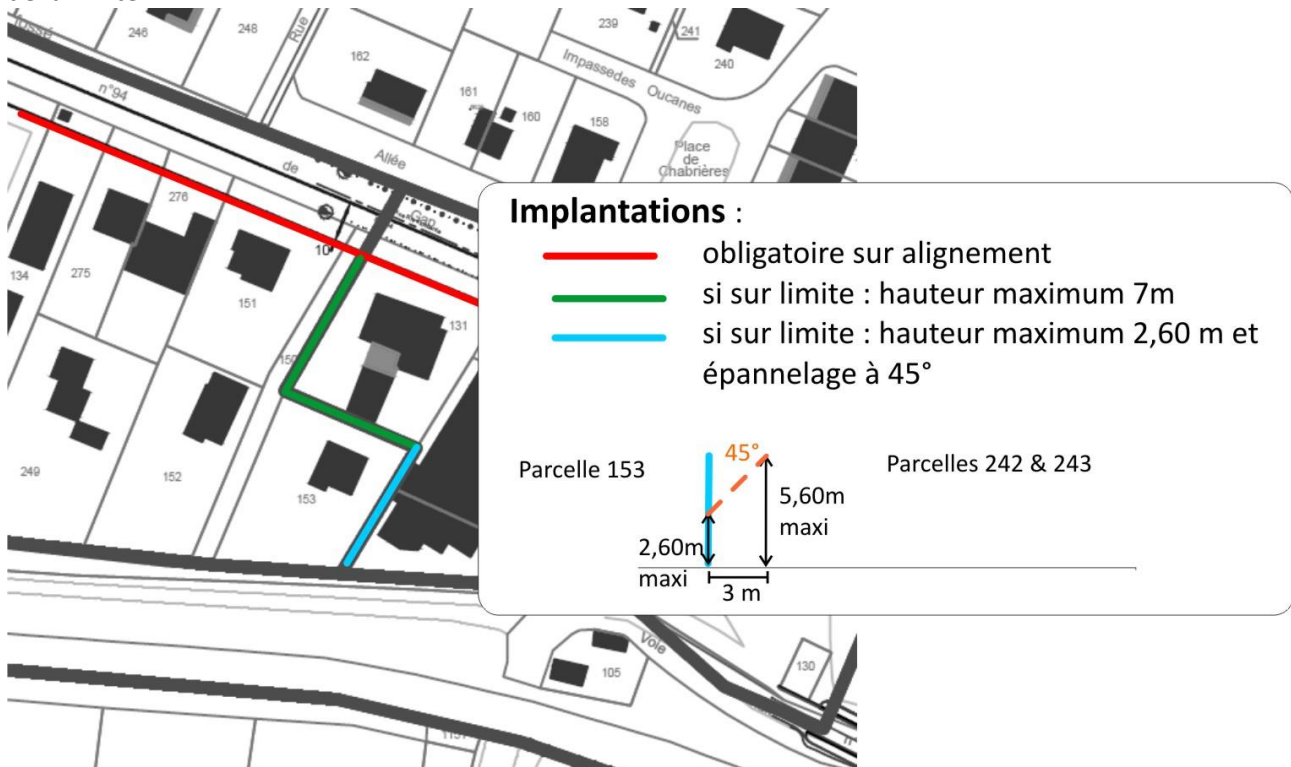 246
248
Rue
162
239
241
240
Impassedes Oucanes
n°94
161
160
158
Allée
Place
de
Chabrières
de
Gap
276
10
134
275
151
131
150
249
152
153
Implantations :
obligatoire sur alignement
si sur limite : hauteur maximum 7m
si sur limite : hauteur maximum 2,60 m et
épannelage à 45°
Parcelle 153
45°
Parcelles 242 & 243
5,60m
maxi
2,60m
maxi
3 m
Voie
105
130